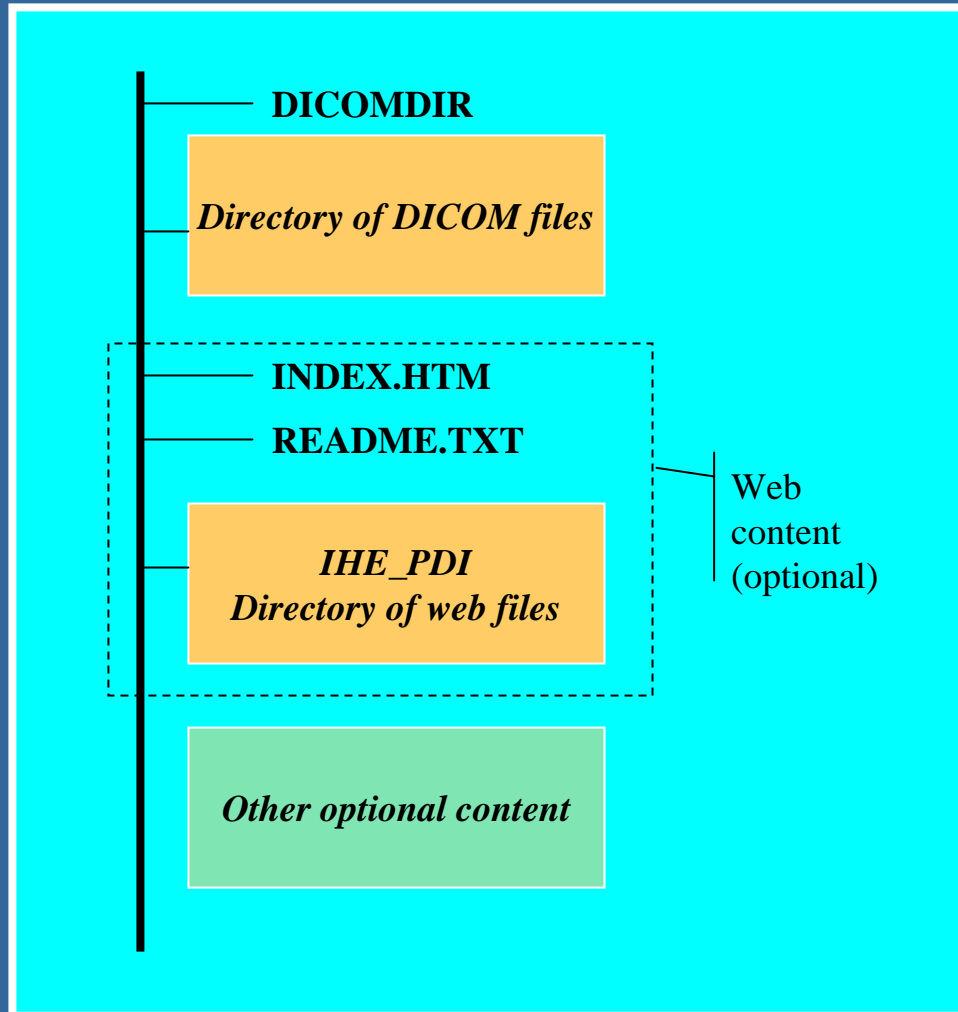 DICOMDIR
Directory of DICOM files
INDEX.HTM
README.TXT
IHE_PDI
Directory of web files
Web
content
(optional)
Other optional content